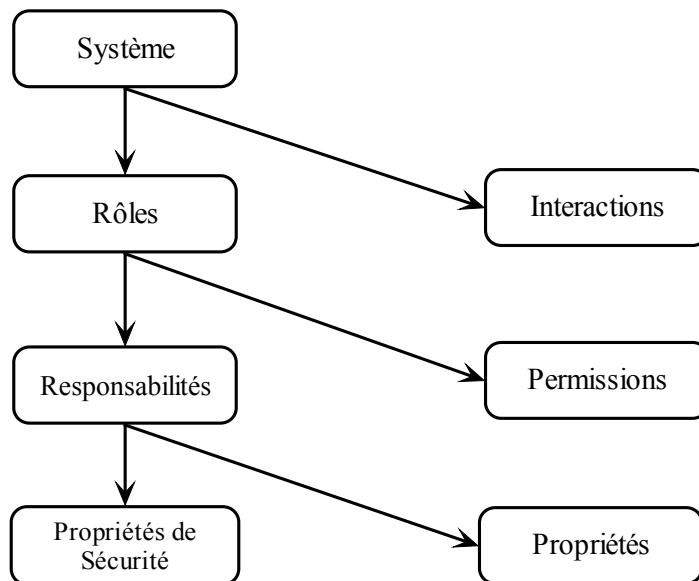 Système
Rôles
Interactions
Responsabilités
Permissions
Propriétés de
Sécurité
Propriétés